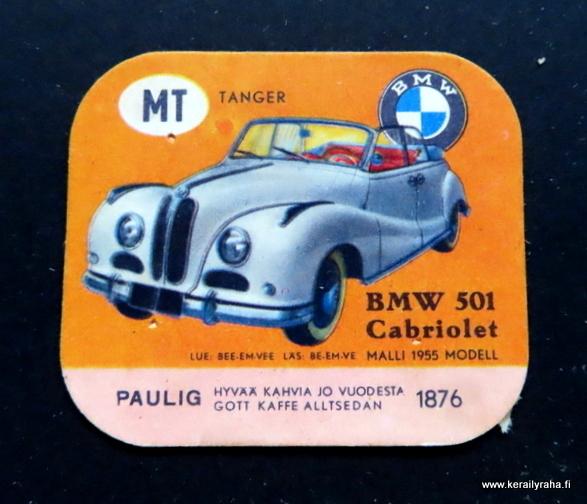 MT TANGER
BMW
BMW 501
Cabriolet
LUE: BEE-EM-VEE LÄS: BE-EM-VE MALLI 1955 MODELL
PAULIG HYVÄÄ KAHVIA JO VUODESTA 1876
GOTT KAFFE ALLTSEDAN
www.kerailyraha.fi